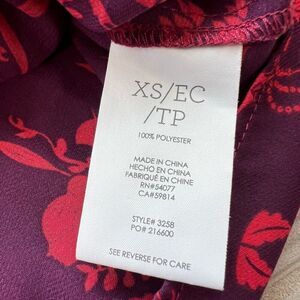 XS/EC
/TP
100% POLYESTER
MADE IN CHINA
HECHO EN CHINA
FABRIQUÉ EN CHINE
RN#54077
CA#59814
STYLE# 3258
PO# 216600
SEE REVERSE FOR CARE